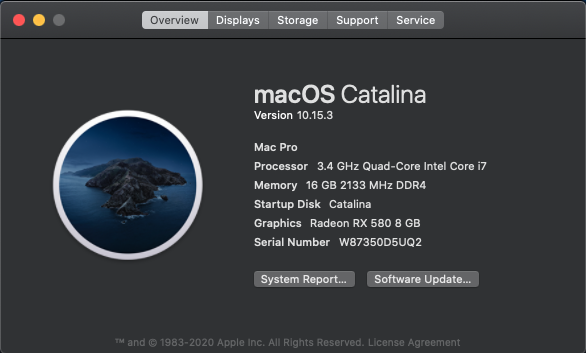 Overview Displays Storage Support Service
macOS Catalina
Version 10.15.3
Mac Pro
Processor 3.4 GHz Quad-Core Intel Core i7
Memory 16 GB 2133 MHz DDR4
Startup Disk Catalina
Graphics Radeon RX 580 8 GB
Serial Number W87350D5UQ2
System Report... Software Update...
™ and © 1983-2020 Apple Inc. All Rights Reserved. License Agreement